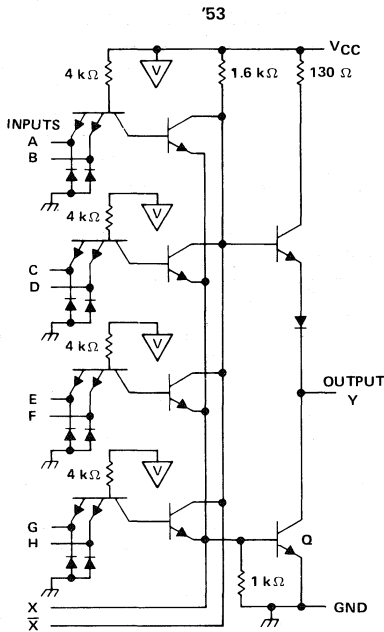 '53
VCC
4 kΩ
V
1.6 kΩ
130 Ω
INPUTS
A
B
4 kΩ
V
C
D
4 kΩ
V
OUTPUT
Y
E
F
4 kΩ
V
G
H
Q
1 kΩ
X
GND
X̅